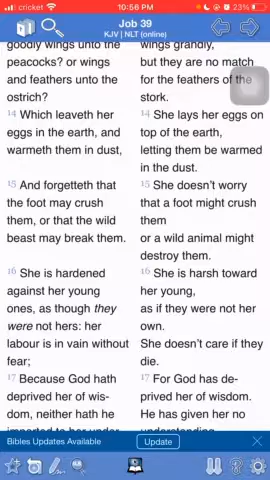 cricket
10:56 PM
23%
Job 39
KJV | NLT (online)
goodly wings unto the
peacocks? or wings
and feathers unto the
ostrich?
14 Which leaveth her
eggs in the earth, and
warmeth them in dust,
15 And forgetteth that
the foot may crush
them, or that the wild
beast may break them.
16 She is hardened
against her young
ones, as though they
were not hers: her
labour is in vain without
fear;
17 Because God hath
deprived her of wis-
dom, neither hath he
imparted to her under
wings grandly,
but they are no match
for the feathers of the
stork.
14 She lays her eggs on
top of the earth,
letting them be warmed
in the dust.
15 She doesn't worry
that a foot might crush
them
or a wild animal might
destroy them.
16 She is harsh toward
her young,
as if they were not her
own.
She doesn't care if they
die.
17 For God has de-
prived her of wisdom.
He has given her no
understanding
Bibles Updates Available
Update